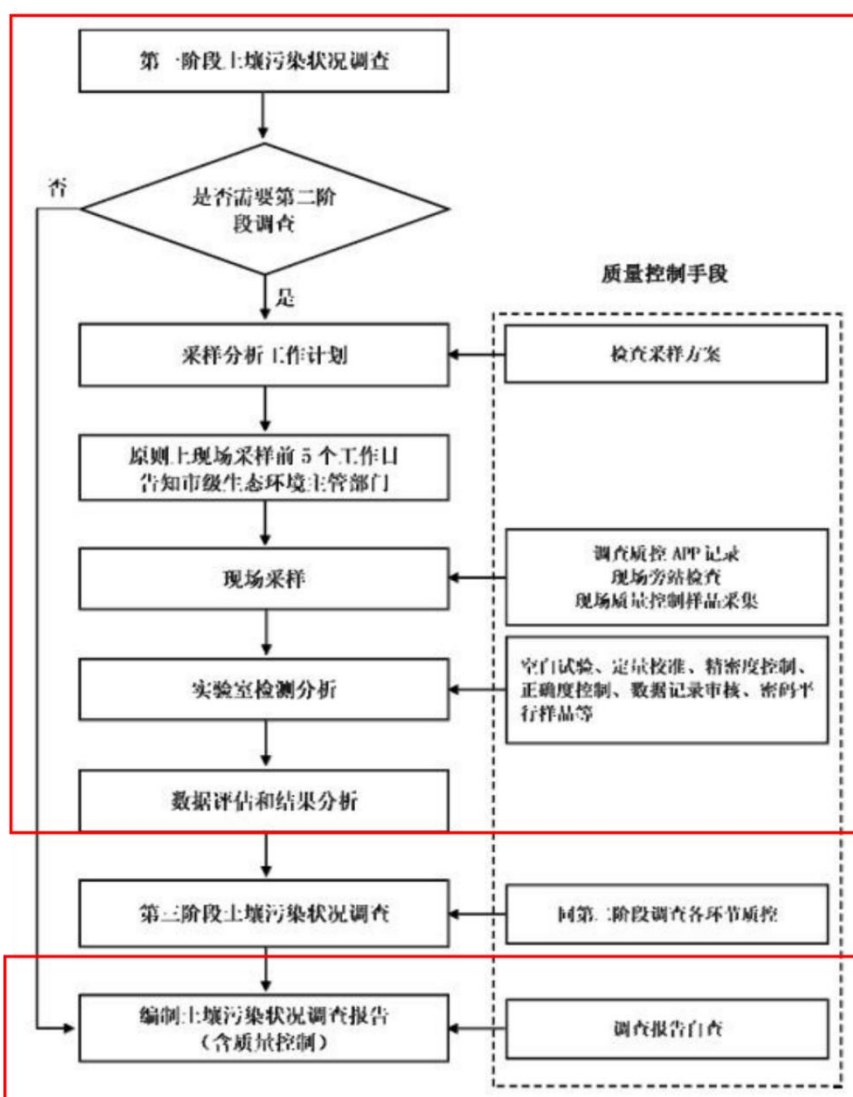 第一阶段土壤污染状况调查
否
是否需要第二阶
段调查
质量控制手段
是
采样分析工作计划
检查采样方案
原则上现场采样前 5 个工作日
告知市级生态环境主管部门
现场采样
调查质控 APP 记录
现场旁站检查
现场质量控制样品采集
实验室检测分析
空白试验、定量校准、精密度控制、
正确度控制、数据记录审核、密码平
行样品等
数据评估和结果分析
第三阶段土壤污染状况调查
同第二阶段调查各环节质控
编制土壤污染状况调查报告
（含质量控制）
调查报告自查